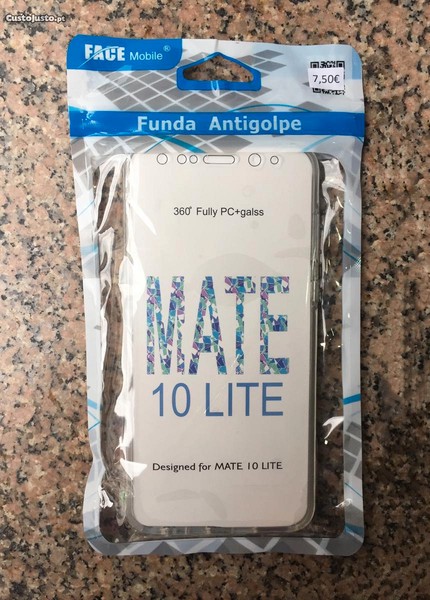 CustoJusto.pt
FACE Mobile®
7,50€
Funda Antigolpe
360° Fully PC+galss
MATE
10 LITE
Designed for MATE 10 LITE